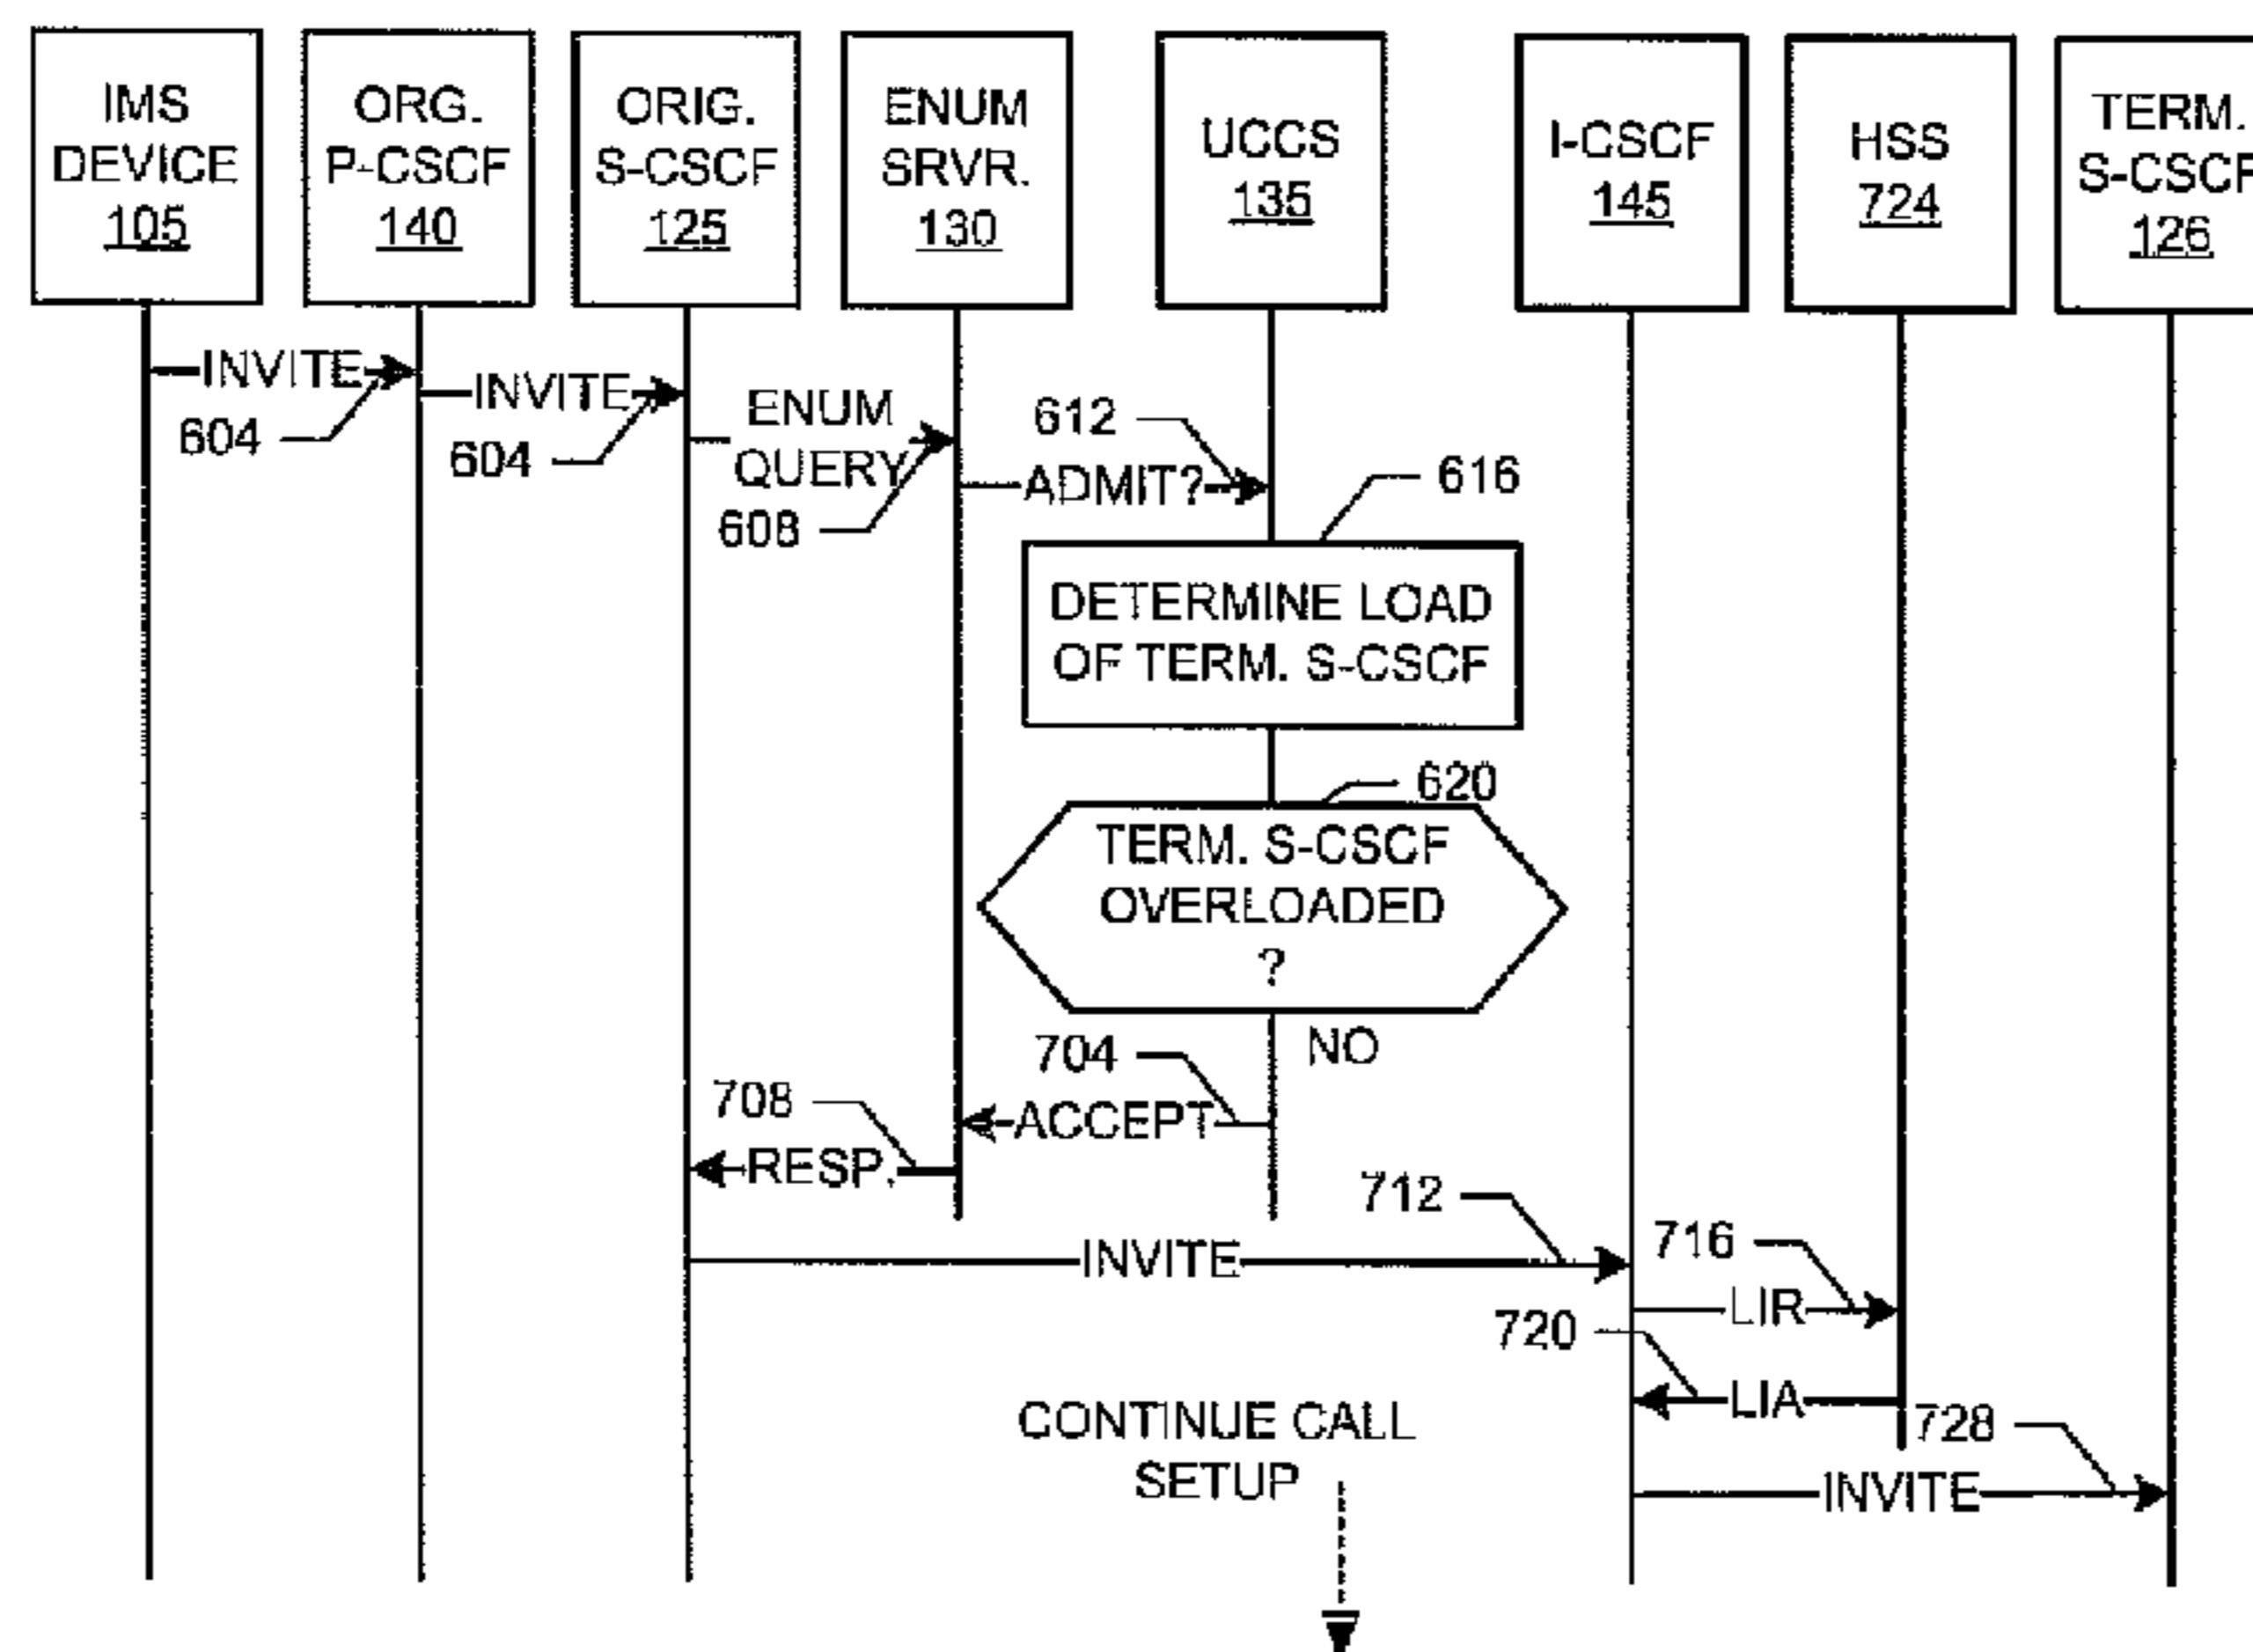 IMS
DEVICE
105
ORG.
P-CSCF
140
ORIG.
S-CSCF
125
ENUM
SRVR.
130
UCCS
135
I-CSCF
145
HSS
724
TERM.
S-CSCF
126
INVITE
604
INVITE
604
ENUM
QUERY
608
612
ADMIT?
616
DETERMINE LOAD
OF TERM. S-CSCF
620
TERM. S-CSCF
OVERLOADED
?
NO
704
ACCEPT
708
RESP.
712
INVITE
716
LIR
720
LIA
CONTINUE CALL
SETUP
728
INVITE